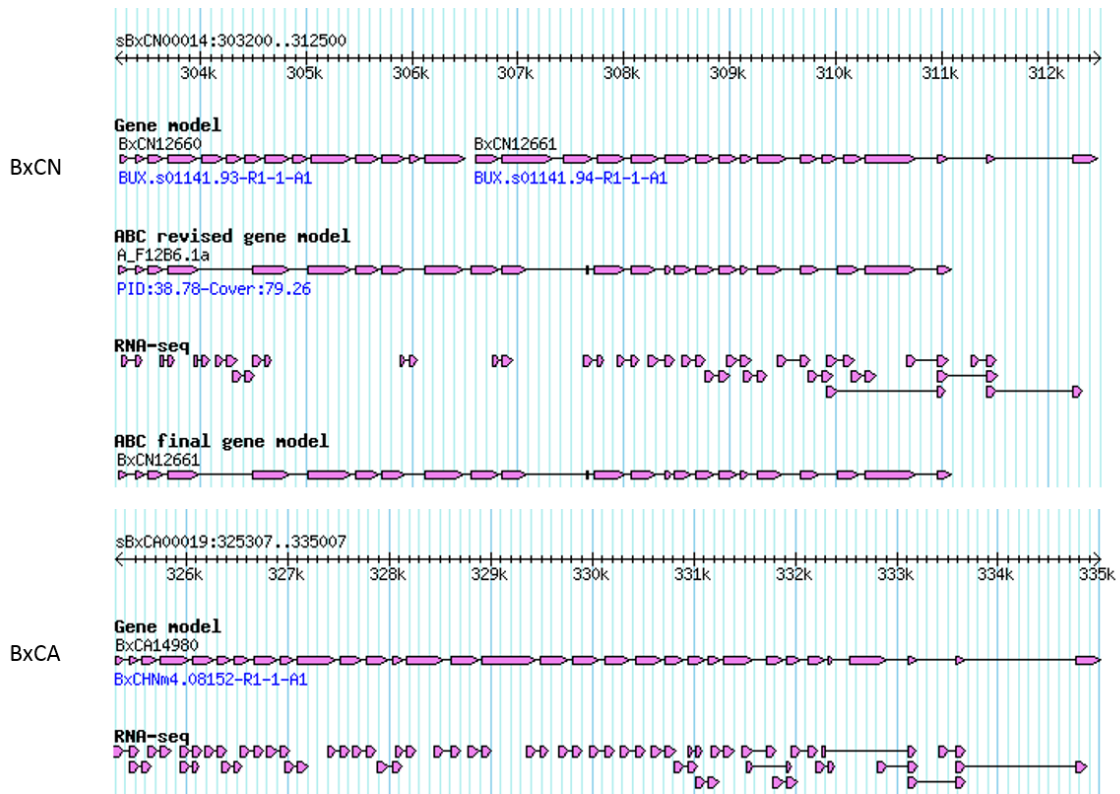 sBxCN00014:303200..312500
304k 305k 306k 307k 308k 309k 310k 311k 312k
Gene model
BxCN12660 BxCN12661
BxCN
BUX.s01141.93-R1-1-A1 BUX.s01141.94-R1-1-A1
ABC revised gene model
A_F12B6.1a
PID:38.78-Cover:79.26
RNA-seq
ABC final gene model
BxCN12661
sBxCA00019:325307..335007
326k 327k 328k 329k 330k 331k 332k 333k 334k 335k
Gene model
BxCA14980
BxCA
BxCHNm4.08152-R1-1-A1
RNA-seq